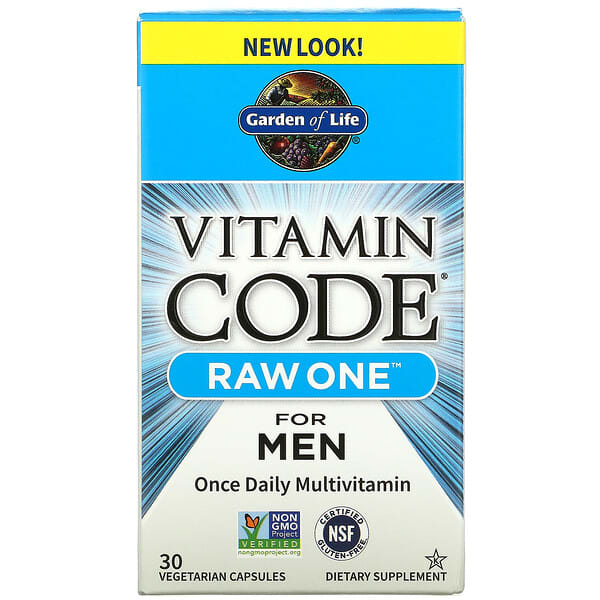 NEW LOOK!
Garden of Life®
VITAMIN
CODE®
RAW ONE™
FOR
MEN
Once Daily Multivitamin
NON
GMO
Project
VERIFIED
nongmoproject.org
CERTIFIED
NSF
GLUTEN-FREE
30
VEGETARIAN CAPSULES
DIETARY SUPPLEMENT